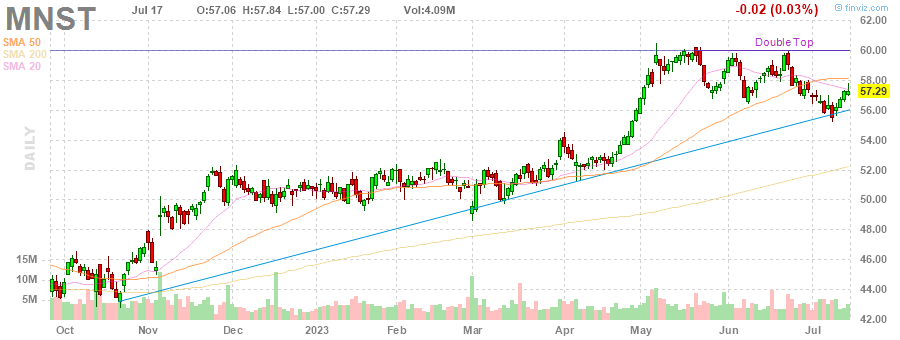 MNST
Jul 17 O:57.06 H:57.84 L:57.00 C:57.29 Vol:4.09M -0.02 (0.03%)
© finviz.com
SMA 50
SMA 200
SMA 20
DAILY
Double Top
62.00
60.00
58.00
57.29
56.00
54.00
52.00
50.00
48.00
46.00
44.00
42.00
15M
10M
5M
Oct Nov Dec 2023 Feb Mar Apr May Jun Jul